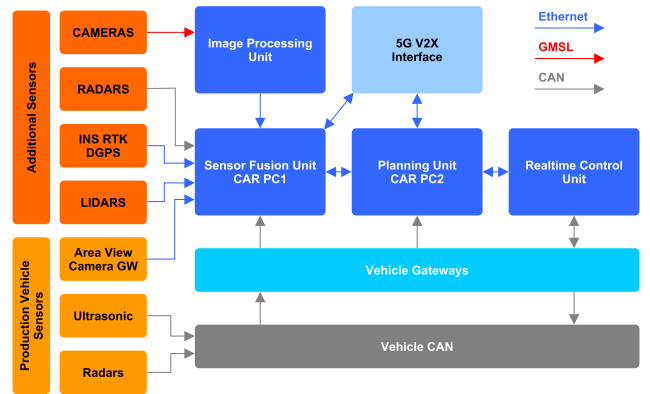 Additional Sensors
CAMERAS
RADARS
INS RTK
DGPS
LIDARS
Production Vehicle
Sensors
Area View
Camera GW
Ultrasonic
Radars
Image Processing
Unit
5G V2X
Interface
Ethernet
GMSL
CAN
Sensor Fusion Unit
CAR PC1
Planning Unit
CAR PC2
Realtime Control
Unit
Vehicle Gateways
Vehicle CAN